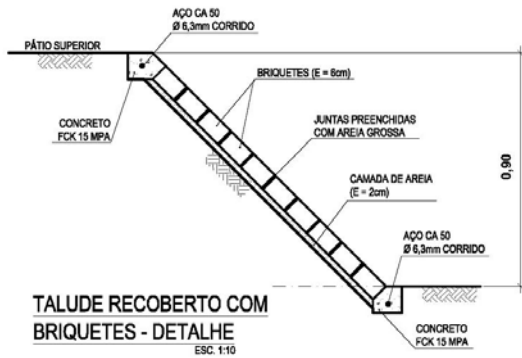 AÇO CA 50
Ø 6,3mm CORRIDO
PÁTIO SUPERIOR
BRIQUETES (E = 6cm)
CONCRETO
FCK 15 MPA
JUNTAS PREENCHIDAS
COM AREIA GROSSA
CAMADA DE AREIA
(E = 2cm)
0,90
AÇO CA 50
Ø 6,3mm CORRIDO
TALUDE RECOBERTO COM
BRIQUETES - DETALHE
ESC. 1:10
CONCRETO
FCK 15 MPA